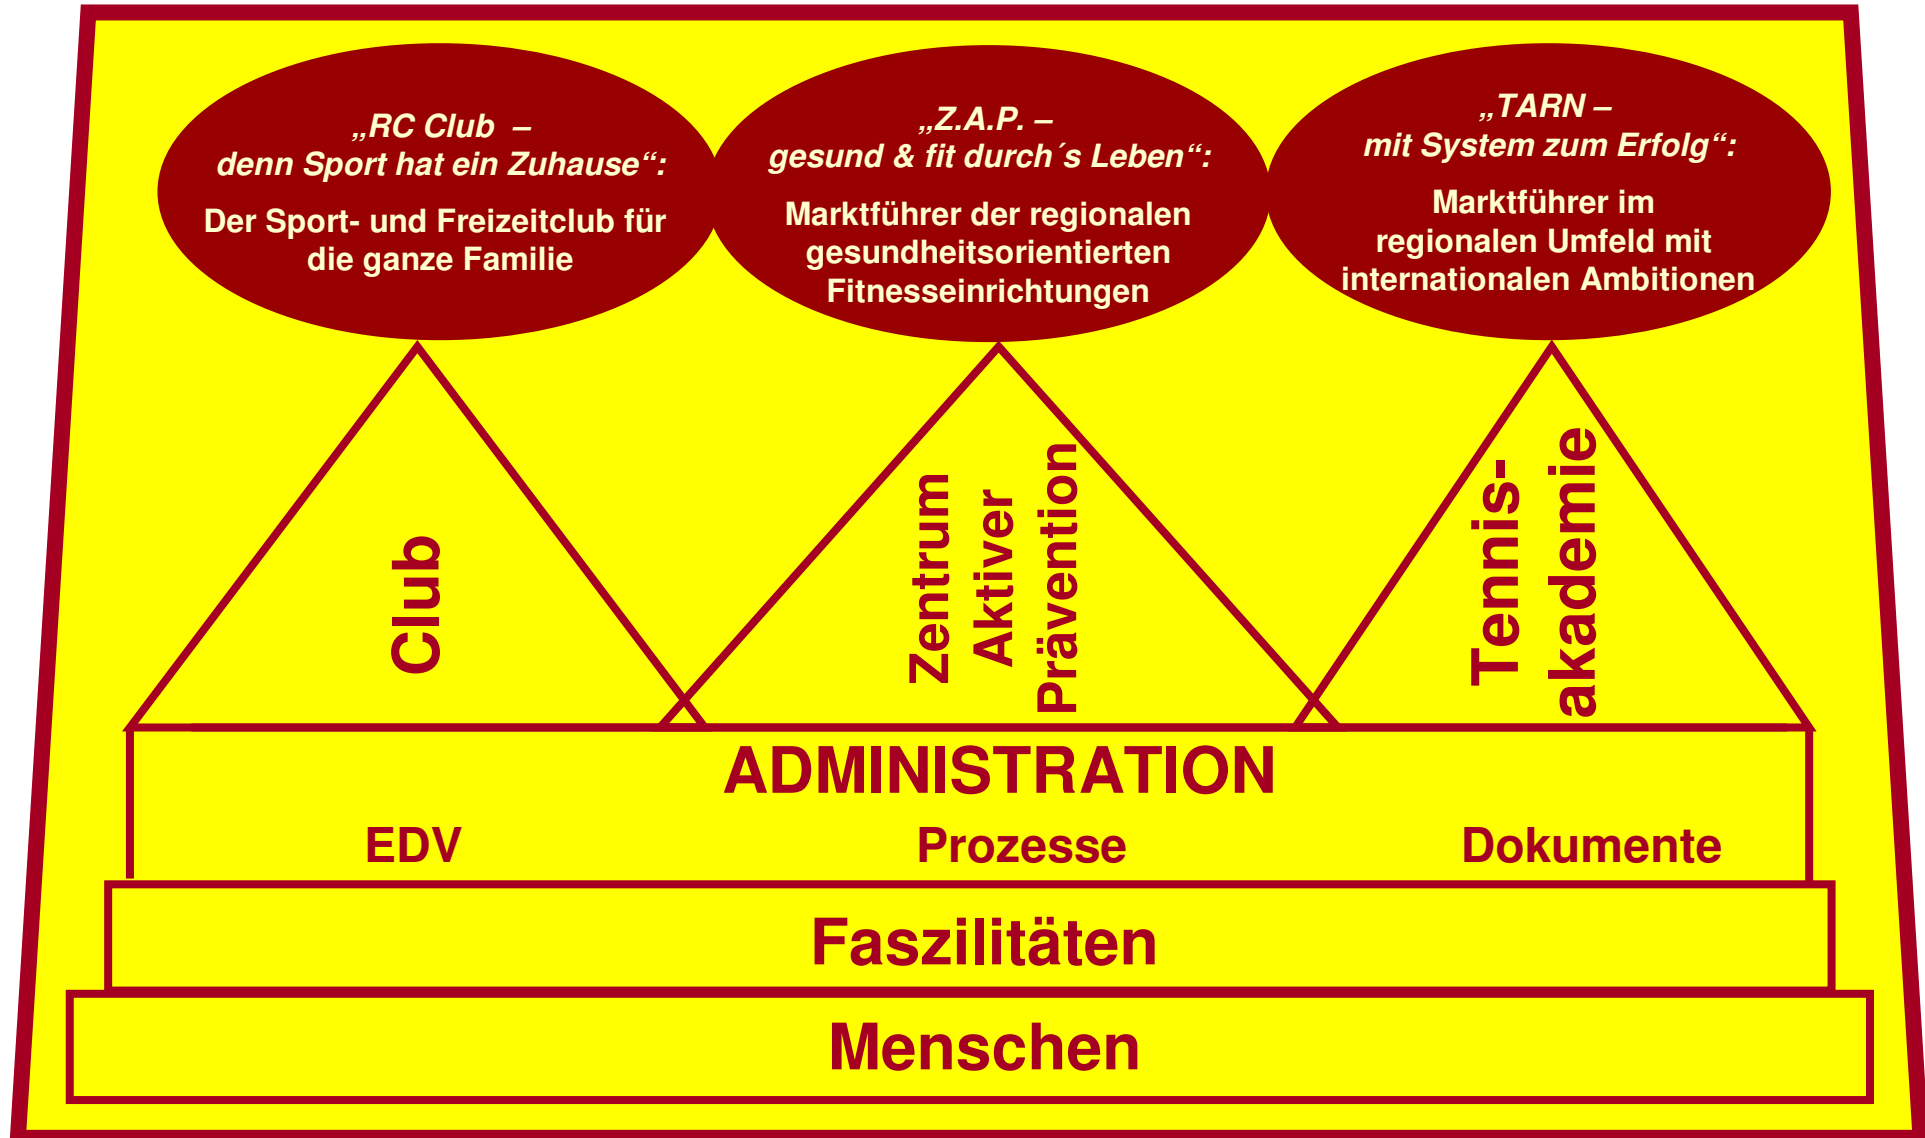 „RC Club –
denn Sport hat ein Zuhause“:
Der Sport- und Freizeitclub für
die ganze Familie
„Z.A.P. –
gesund & fit durch´s Leben“:
Marktführer der regionalen
gesundheitsorientierten
Fitnesseinrichtungen
„TARN –
mit System zum Erfolg“:
Marktführer im
regionalen Umfeld mit
internationalen Ambitionen
Club
Zentrum
Aktiver
Prävention
Tennis-
akademie
ADMINISTRATION
EDV Prozesse Dokumente
Faszilitäten
Menschen